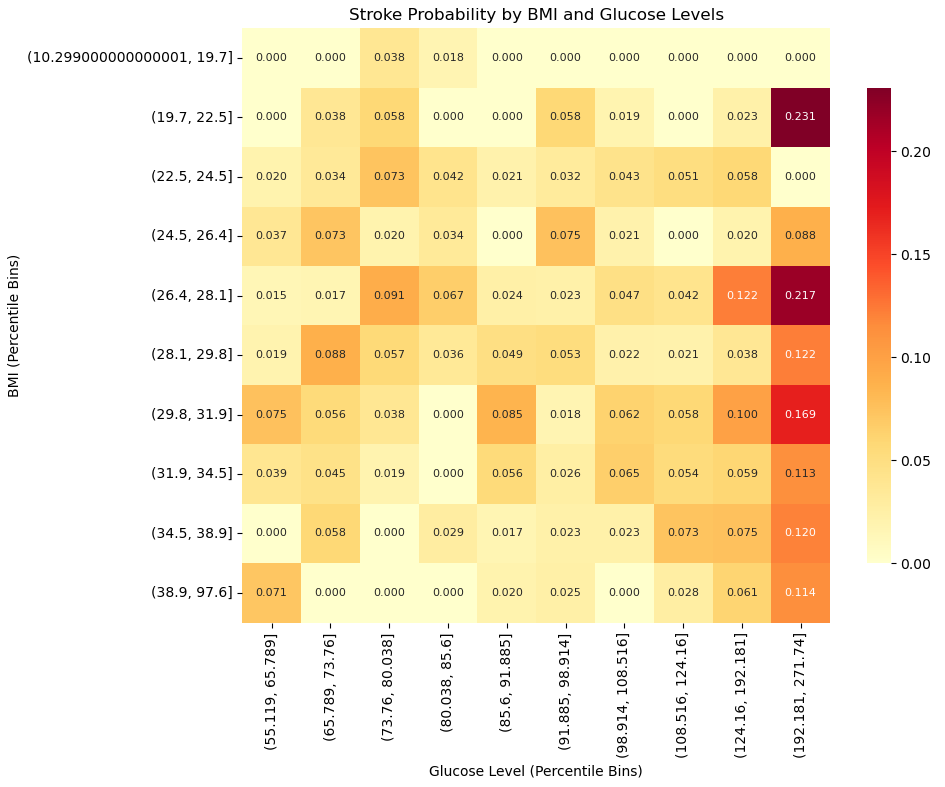 Stroke Probability by BMI and Glucose Levels
(10.299000000000001, 19.7] 0.000 0.000 0.038 0.018 0.000 0.000 0.000 0.000 0.000 0.000
(19.7, 22.5] 0.000 0.038 0.058 0.000 0.000 0.058 0.019 0.000 0.023 0.231
(22.5, 24.5] 0.020 0.034 0.073 0.042 0.021 0.032 0.043 0.051 0.058 0.000
(24.5, 26.4] 0.037 0.073 0.020 0.034 0.000 0.075 0.021 0.000 0.020 0.088
(26.4, 28.1] 0.015 0.017 0.091 0.067 0.024 0.023 0.047 0.042 0.122 0.217
(28.1, 29.8] 0.019 0.088 0.057 0.036 0.049 0.053 0.022 0.021 0.038 0.122
(29.8, 31.9] 0.075 0.056 0.038 0.000 0.085 0.018 0.062 0.058 0.100 0.169
(31.9, 34.5] 0.039 0.045 0.019 0.000 0.056 0.026 0.065 0.054 0.059 0.113
(34.5, 38.9] 0.000 0.058 0.000 0.029 0.017 0.023 0.023 0.073 0.075 0.120
(38.9, 97.6] 0.071 0.000 0.000 0.000 0.020 0.025 0.000 0.028 0.061 0.114
BMI (Percentile Bins)
(55.119, 65.789]
(65.789, 73.76]
(73.76, 80.038]
(80.038, 85.6]
(85.6, 91.885]
(91.885, 98.914]
(98.914, 108.516]
(108.516, 124.16]
(124.16, 192.181]
(192.181, 271.74]
Glucose Level (Percentile Bins)
0.20
0.15
0.10
0.05
0.00